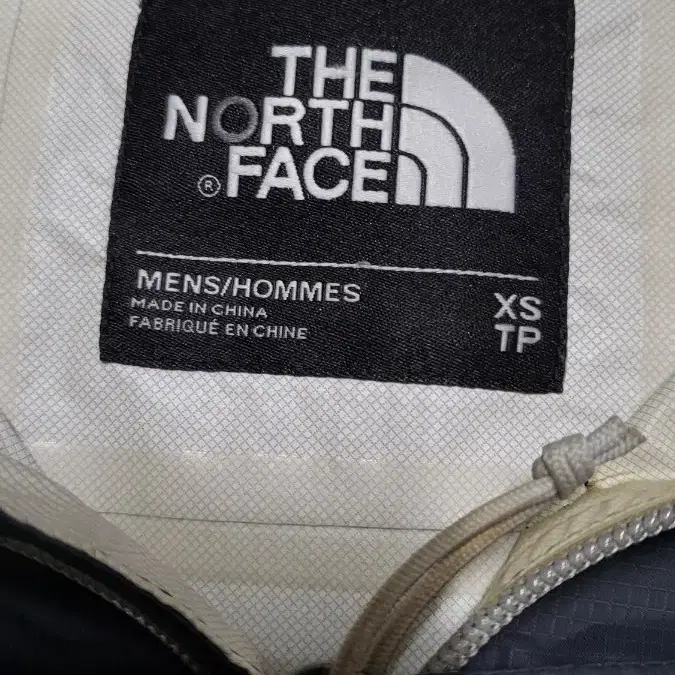 THE
NORTH
® FACE
MENS/HOMMES
MADE IN CHINA
FABRIQUÉ EN CHINE
XS
TP